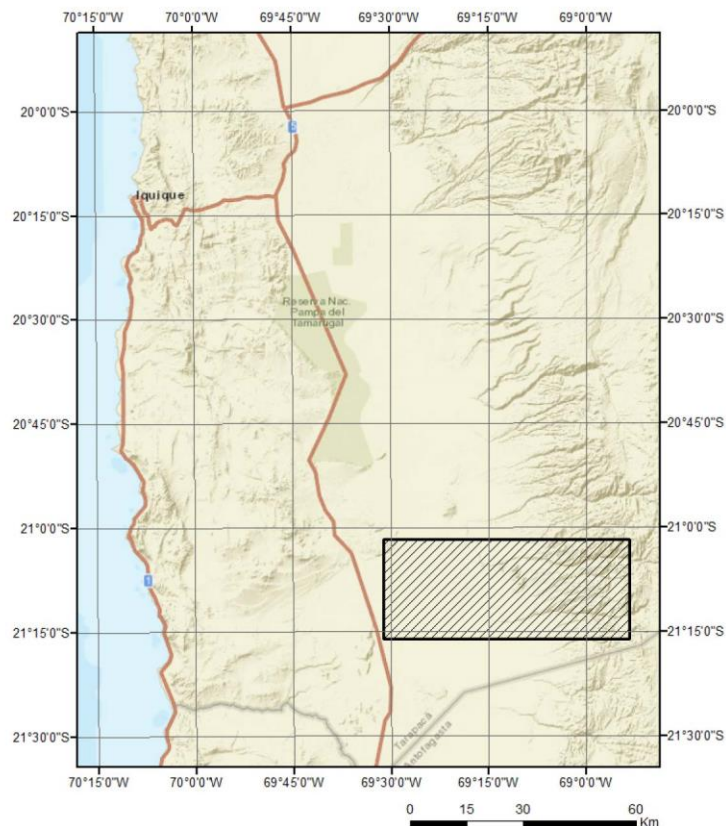 70°15'0"W 70°0'0"W 69°45'0"W 69°30'0"W 69°15'0"W 69°0'0"W
20°0'0"S 20°0'0"S
5
Iquique
20°15'0"S 20°15'0"S
Reserva Nac.
Pampa del
Tamarugal
20°30'0"S 20°30'0"S
20°45'0"S 20°45'0"S
21°0'0"S 21°0'0"S
1
21°15'0"S 21°15'0"S
Tarapacá
Antofagasta
21°30'0"S 21°30'0"S
70°15'0"W 70°0'0"W 69°45'0"W 69°30'0"W 69°15'0"W 69°0'0"W
0 15 30 60
Km